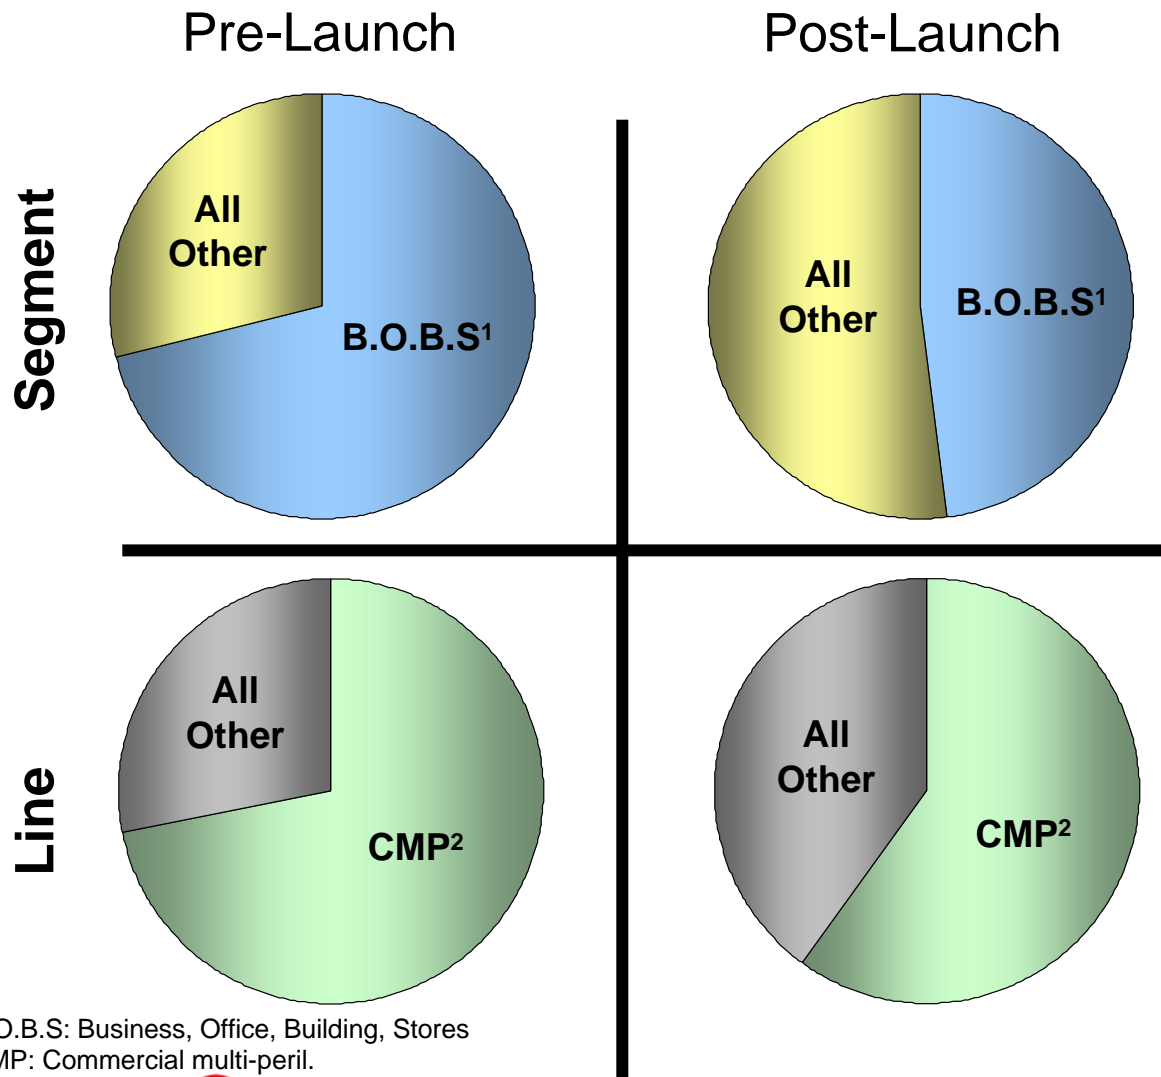 Pre-Launch
Post-Launch
Segment
All
Other
B.O.B.S¹
All
Other
B.O.B.S¹
Line
All
Other
CMP²
All
Other
CMP²
.O.B.S: Business, Office, Building, Stores
MP: Commercial multi-peril.